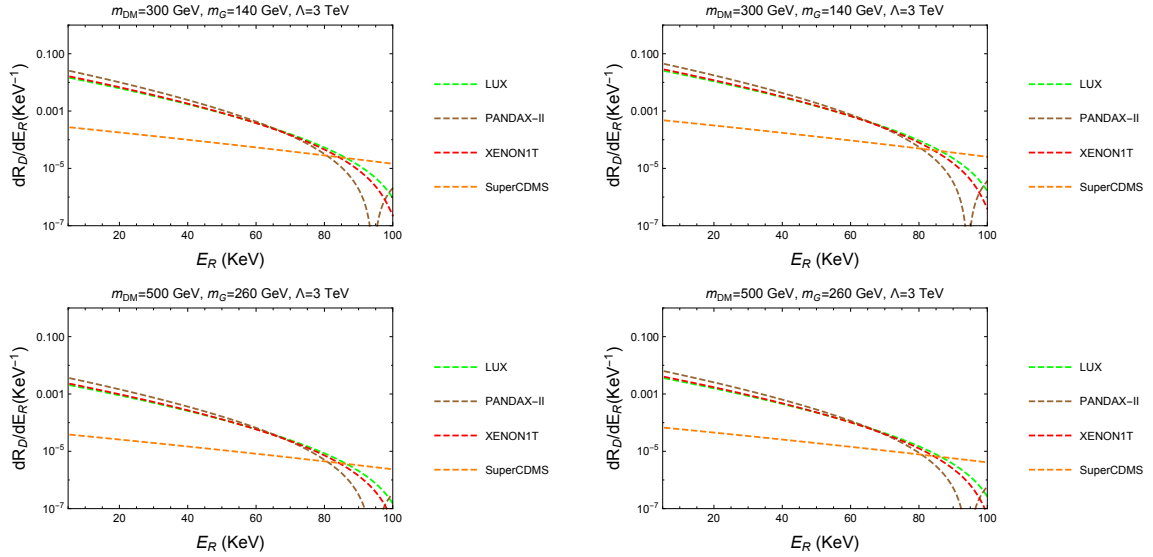 m_DM=300 GeV, m_G=140 GeV, Λ=3 TeV
dR_D/dE_R(KeV⁻¹)
0.100
0.001
10⁻⁵
10⁻⁷
20 40 60 80 100
E_R (KeV)
LUX
PANDAX-II
XENON1T
SuperCDMS
m_DM=300 GeV, m_G=140 GeV, Λ=3 TeV
dR_D/dE_R(KeV⁻¹)
0.100
0.001
10⁻⁵
10⁻⁷
20 40 60 80 100
E_R (KeV)
LUX
PANDAX-II
XENON1T
SuperCDMS
m_DM=500 GeV, m_G=260 GeV, Λ=3 TeV
dR_D/dE_R(KeV⁻¹)
0.100
0.001
10⁻⁵
10⁻⁷
20 40 60 80 100
E_R (KeV)
LUX
PANDAX-II
XENON1T
SuperCDMS
m_DM=500 GeV, m_G=260 GeV, Λ=3 TeV
dR_D/dE_R(KeV⁻¹)
0.100
0.001
10⁻⁵
10⁻⁷
20 40 60 80 100
E_R (KeV)
LUX
PANDAX-II
XENON1T
SuperCDMS